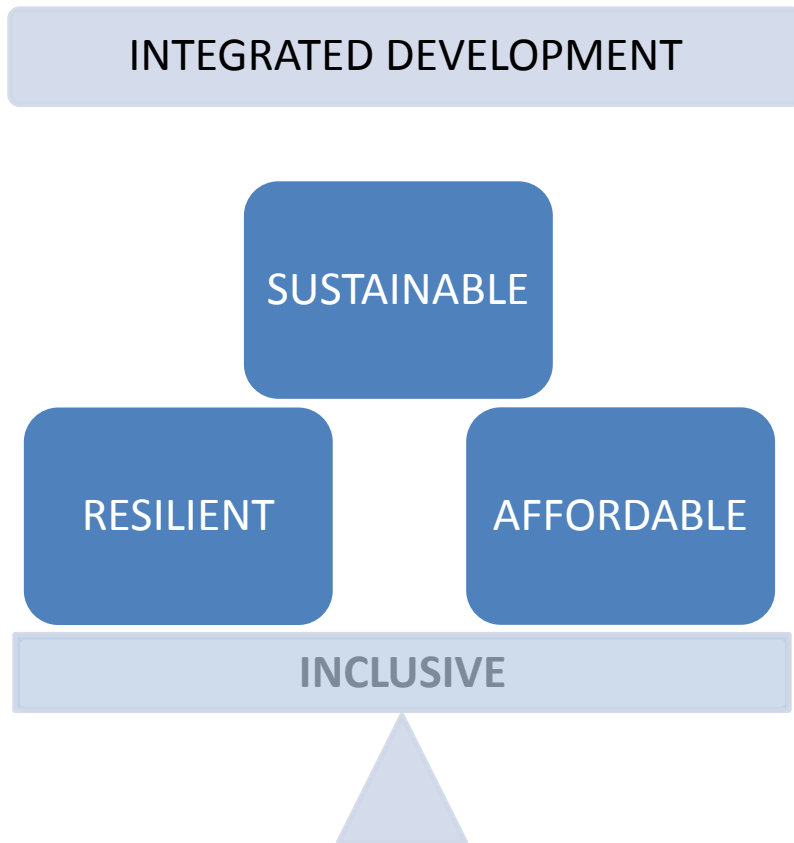 INTEGRATED DEVELOPMENT
SUSTAINABLE
RESILIENT
AFFORDABLE
INCLUSIVE